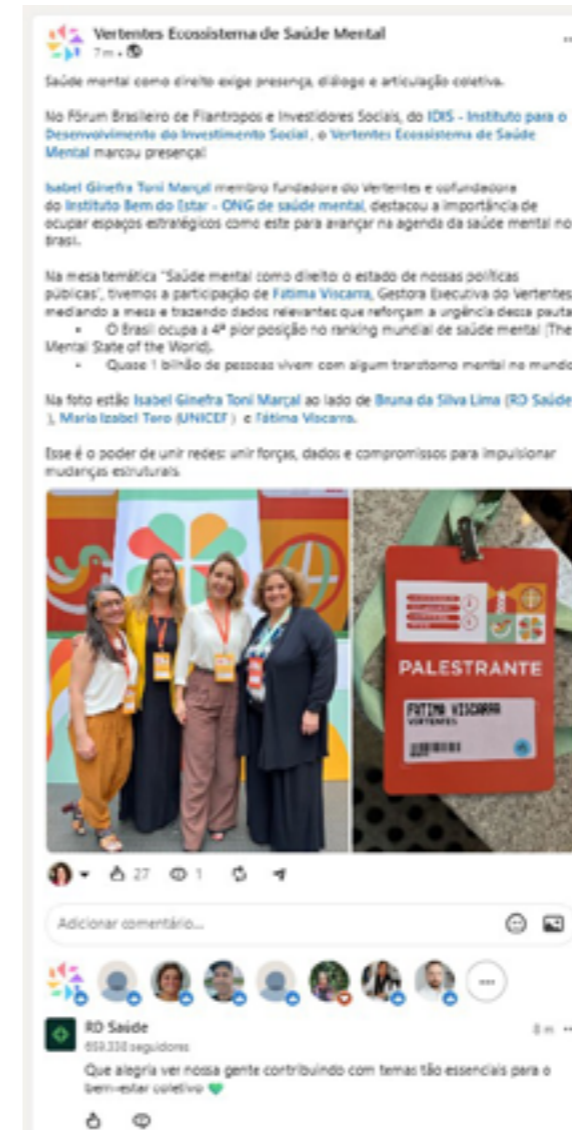 Vertentes Ecossistema de Saúde Mental
7 m •
Saúde mental como direito exige presença, diálogo e articulação coletiva.
No Fórum Brasileiro de Filantropos e Investidores Sociais, do IDIS - Instituto para o
Desenvolvimento do Investimento Social , o Vertentes Ecossistema de Saúde
Mental marcou presença!
Isabel Ginefra Toni Marçal membro fundadora do Vertentes e cofundadora
do Instituto Bem do Estar - ONG de saúde mental, destacou a importância de
ocupar espaços estratégicos como este para avançar na agenda da saúde mental no
Brasil.
Na mesa temática "Saúde mental como direito: o estado de nossas políticas
públicas", tivemos a participação de Fátima Viscarra, Gestora Executiva do Vertentes
mediando a mesa e trazendo dados relevantes que reforçam a urgência dessa pauta
• O Brasil ocupa a 4ª pior posição no ranking mundial de saúde mental (The
Mental State of the World).
• Quase 1 bilhão de pessoas vivem com algum transtorno mental no mundo
Na foto estão Isabel Ginefra Toni Marçal ao lado de Bruna da Silva Lima (RD Saúde
), Maria Izabel Toro (UNICEF ) e Fátima Viscarra.
Esse é o poder de unir redes: unir forças, dados e compromissos para impulsionar
mudanças estruturais
PALESTRANTE
FATIMA VISCARRA
VERTENTES
27 1
Adicionar comentário...
RD Saúde 8 m
659.338 seguidores
Que alegria ver nossa gente contribuindo com temas tão essenciais para o
bem-estar coletivo 💚